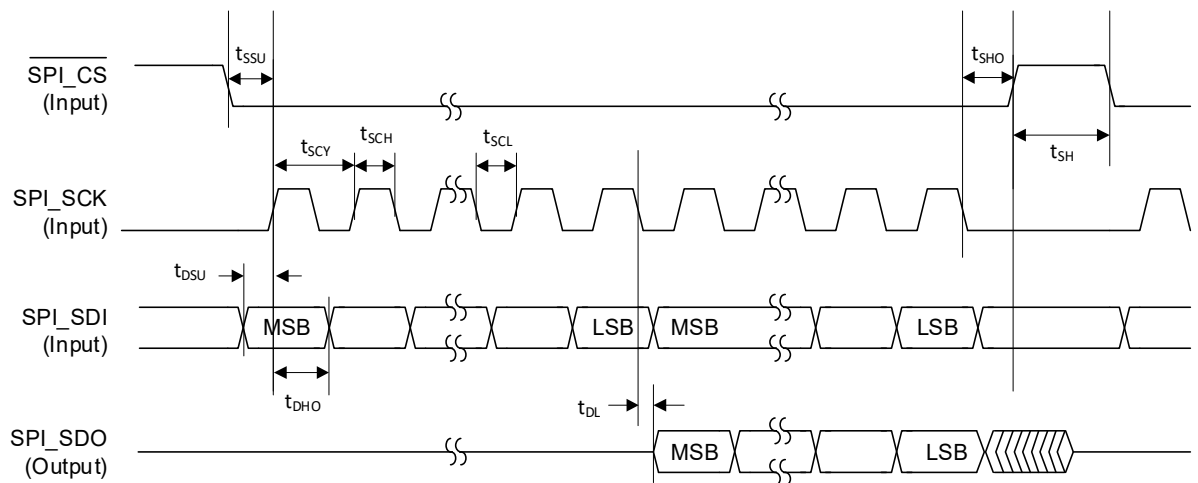 tSSU
tSHO
SPI_CS
(Input)
tSCY
tSCH
tSCL
tSH
SPI_SCK
(Input)
tDSU
SPI_SDI
(Input)
MSB
LSB
MSB
LSB
tDHO
tDL
SPI_SDO
(Output)
MSB
LSB